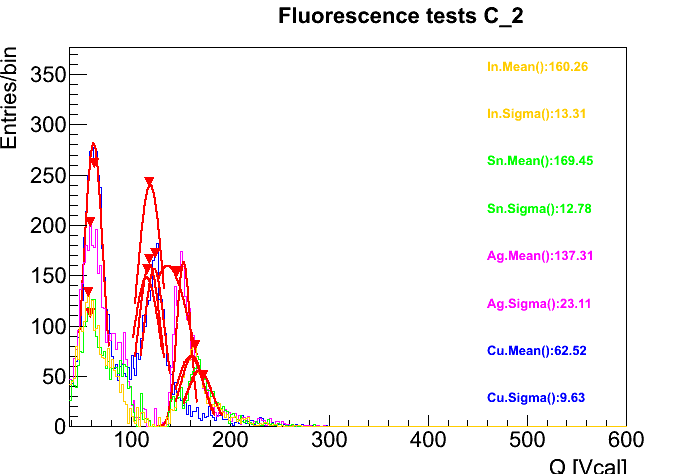 Fluorescence tests C_2
Entries/bin
350
300
250
200
150
100
50
0
In.Mean():160.26
In.Sigma():13.31
Sn.Mean():169.45
Sn.Sigma():12.78
Ag.Mean():137.31
Ag.Sigma():23.11
Cu.Mean():62.52
Cu.Sigma():9.63
100 200 300 400 500 600
Q [Vcal]